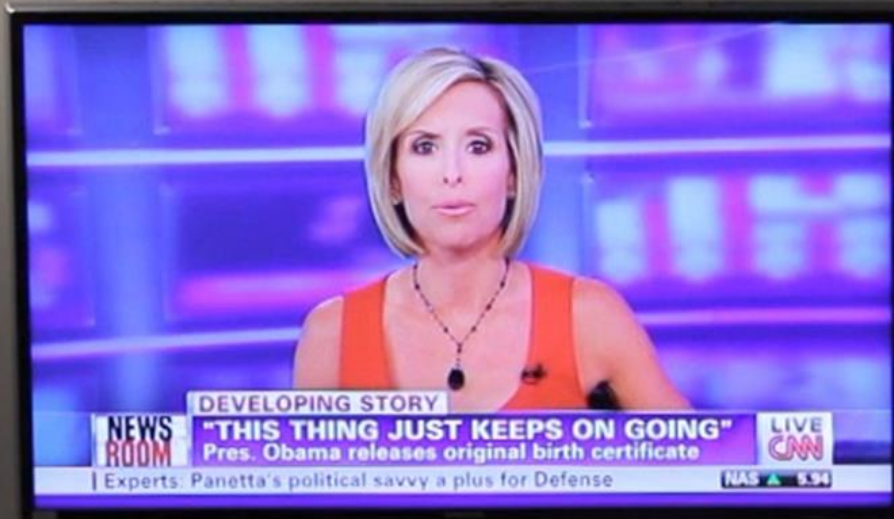 DEVELOPING STORY
NEWS ROOM
"THIS THING JUST KEEPS ON GOING"
Pres. Obama releases original birth certificate
LIVE
CNN
Experts: Panetta's political savvy a plus for Defense
NAS ▲ 5.94